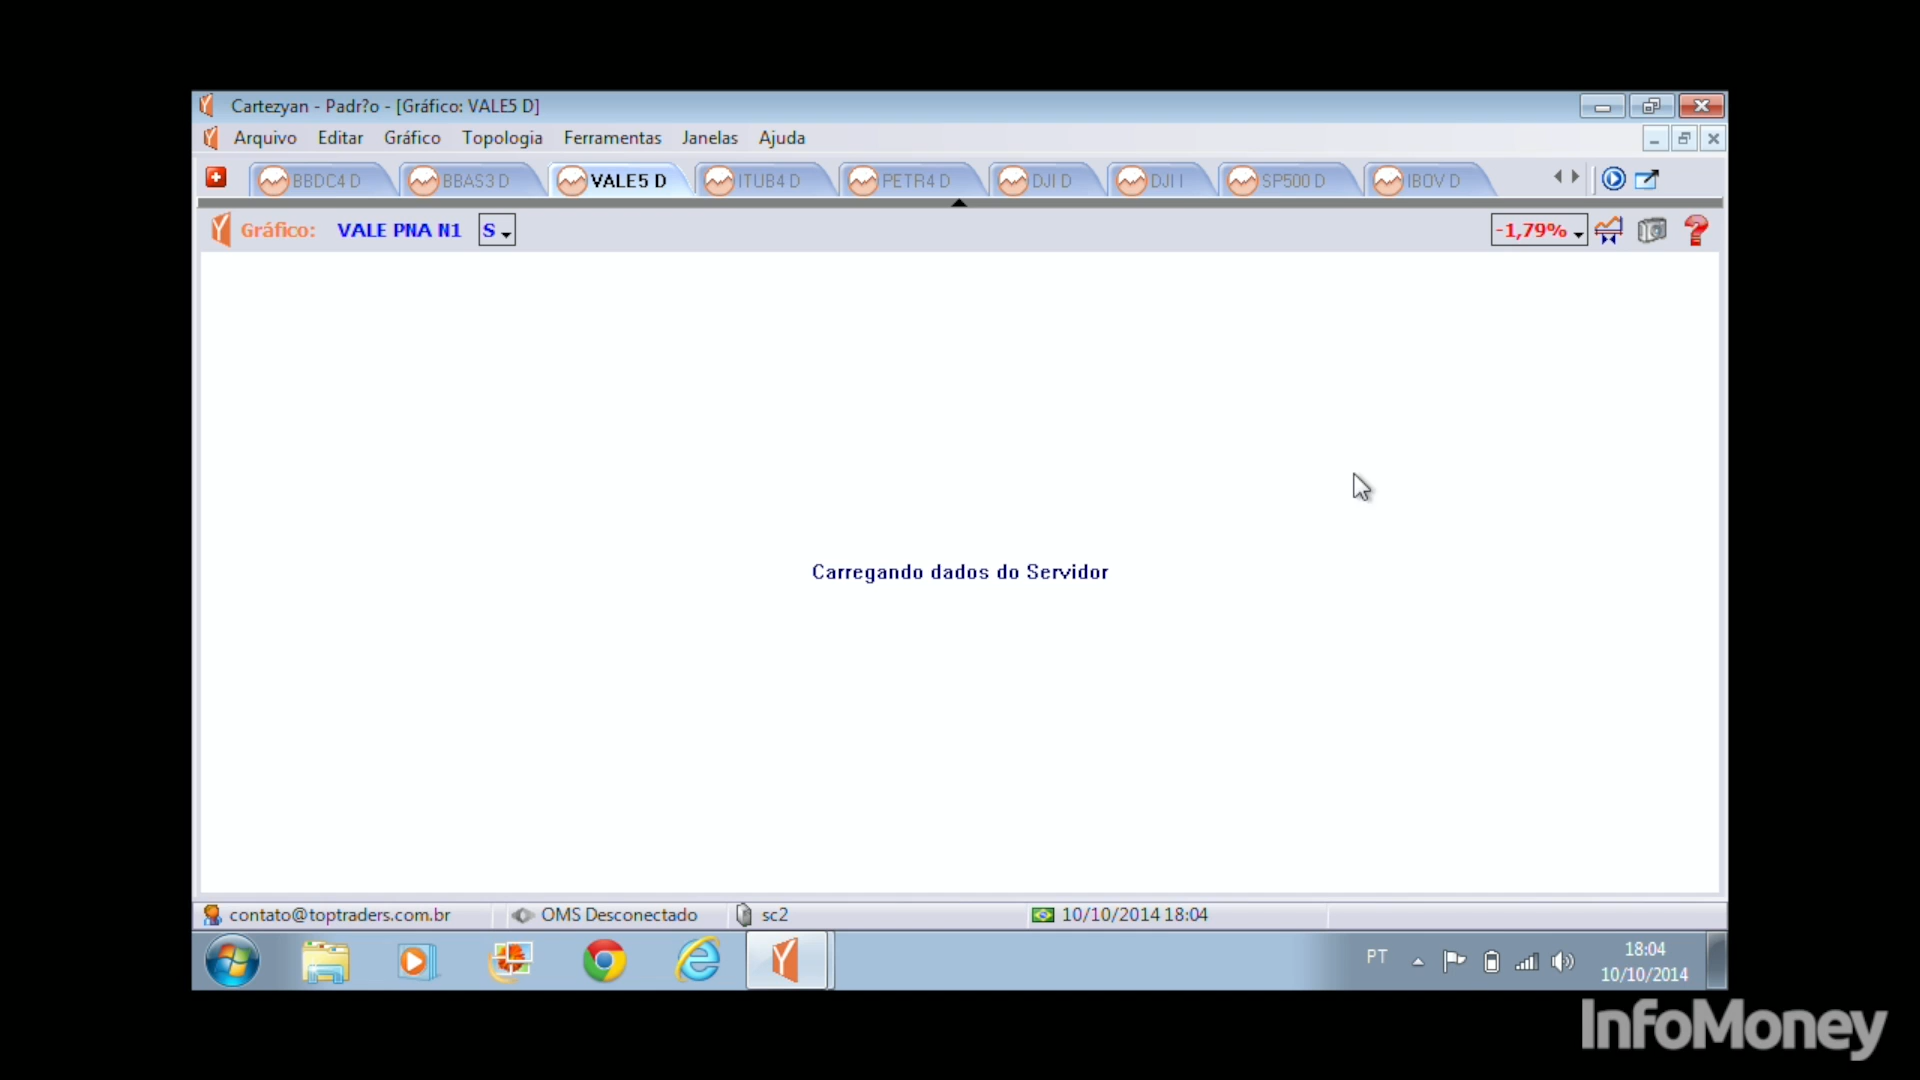 Cartezyan - Padr?o - [Gráfico: VALE5 D]
Arquivo Editar Gráfico Topologia Ferramentas Janelas Ajuda
BBDC4 D BBAS3 D VALE5 D ITUB4 D PETR4 D DJI D DJI I SP500 D IBOV D
Gráfico: VALE PNA N1 S -1,79%
Carregando dados do Servidor
contato@toptraders.com.br OMS Desconectado sc2 10/10/2014 18:04
PT 18:04
10/10/2014
InfoMoney